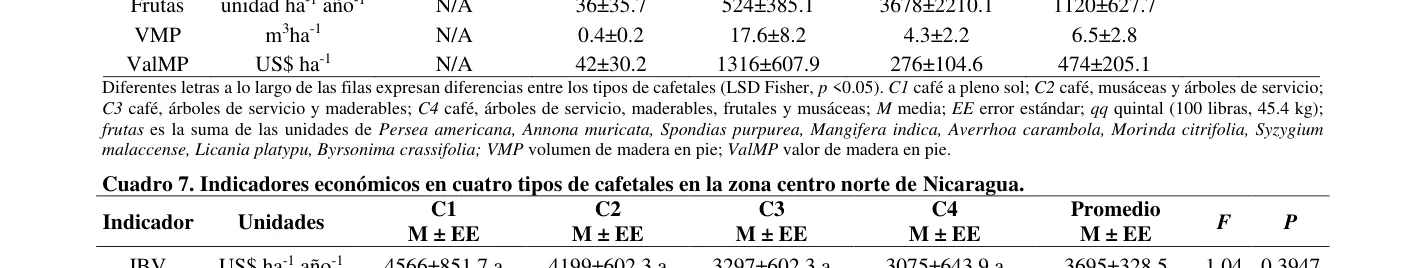 Frutas unidad ha-1 año-1 N/A 36±35.7 524±385.1 3678±2210.1 1120±627.7
VMP m3ha-1 N/A 0.4±0.2 17.6±8.2 4.3±2.2 6.5±2.8
ValMP US$ ha-1 N/A 42±30.2 1316±607.9 276±104.6 474±205.1
Diferentes letras a lo largo de las filas expresan diferencias entre los tipos de cafetales (LSD Fisher, p <0.05). C1 café a pleno sol; C2 café, musáceas y árboles de servicio;
C3 café, árboles de servicio y maderables; C4 café, árboles de servicio, maderables, frutales y musáceas; M media; EE error estándar; qq quintal (100 libras, 45.4 kg);
frutas es la suma de las unidades de Persea americana, Annona muricata, Spondias purpurea, Mangifera indica, Averrhoa carambola, Morinda citrifolia, Syzygium
malaccense, Licania platypu, Byrsonima crassifolia; VMP volumen de madera en pie; ValMP valor de madera en pie.
Cuadro 7. Indicadores económicos en cuatro tipos de cafetales en la zona centro norte de Nicaragua.
Indicador Unidades C1 C2 C3 C4 Promedio F P
M ± EE M ± EE M ± EE M ± EE M ± EE
IBV US$ ha-1 año-1 4566±851.7 a 4199±602.3 a 3297±602.3 a 3075±643.9 a 3695±328.5 1.04 0.3947